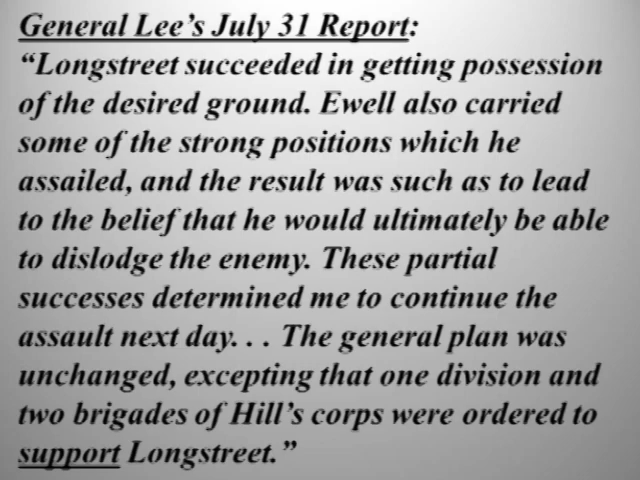 General Lee's July 31 Report:
“Longstreet succeeded in getting possession
of the desired ground. Ewell also carried
some of the strong positions which he
assailed, and the result was such as to lead
to the belief that he would ultimately be able
to dislodge the enemy. These partial
successes determined me to continue the
assault next day. . . The general plan was
unchanged, excepting that one division and
two brigades of Hill's corps were ordered to
support Longstreet.”